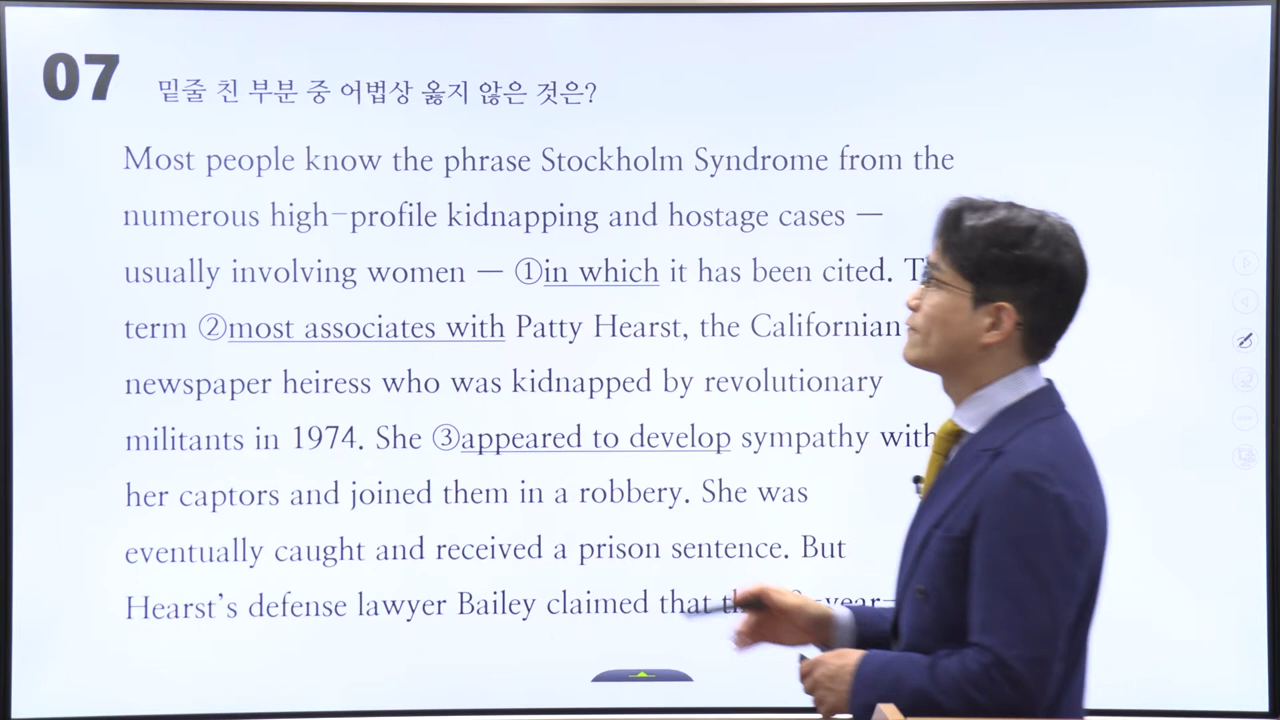 07 밑줄 친 부분 중 어법상 옳지 않은 것은?
Most people know the phrase Stockholm Syndrome from the
numerous high-profile kidnapping and hostage cases —
usually involving women — ①in which it has been cited.
term ②most associates with Patty Hearst, the Californian
newspaper heiress who was kidnapped by revolutionary
militants in 1974. She ③appeared to develop sympathy with
her captors and joined them in a robbery. She was
eventually caught and received a prison sentence. But
Hearst's defense lawyer Bailey claimed that